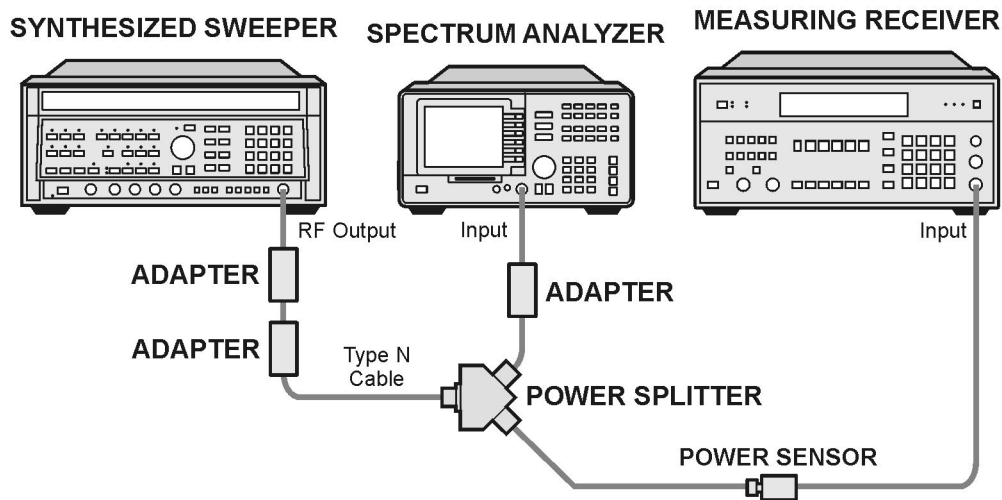 SYNTHESIZED SWEEPER
SPECTRUM ANALYZER
MEASURING RECEIVER
RF Output
Input
Input
ADAPTER
ADAPTER
ADAPTER
Type N
Cable
POWER SPLITTER
POWER SENSOR